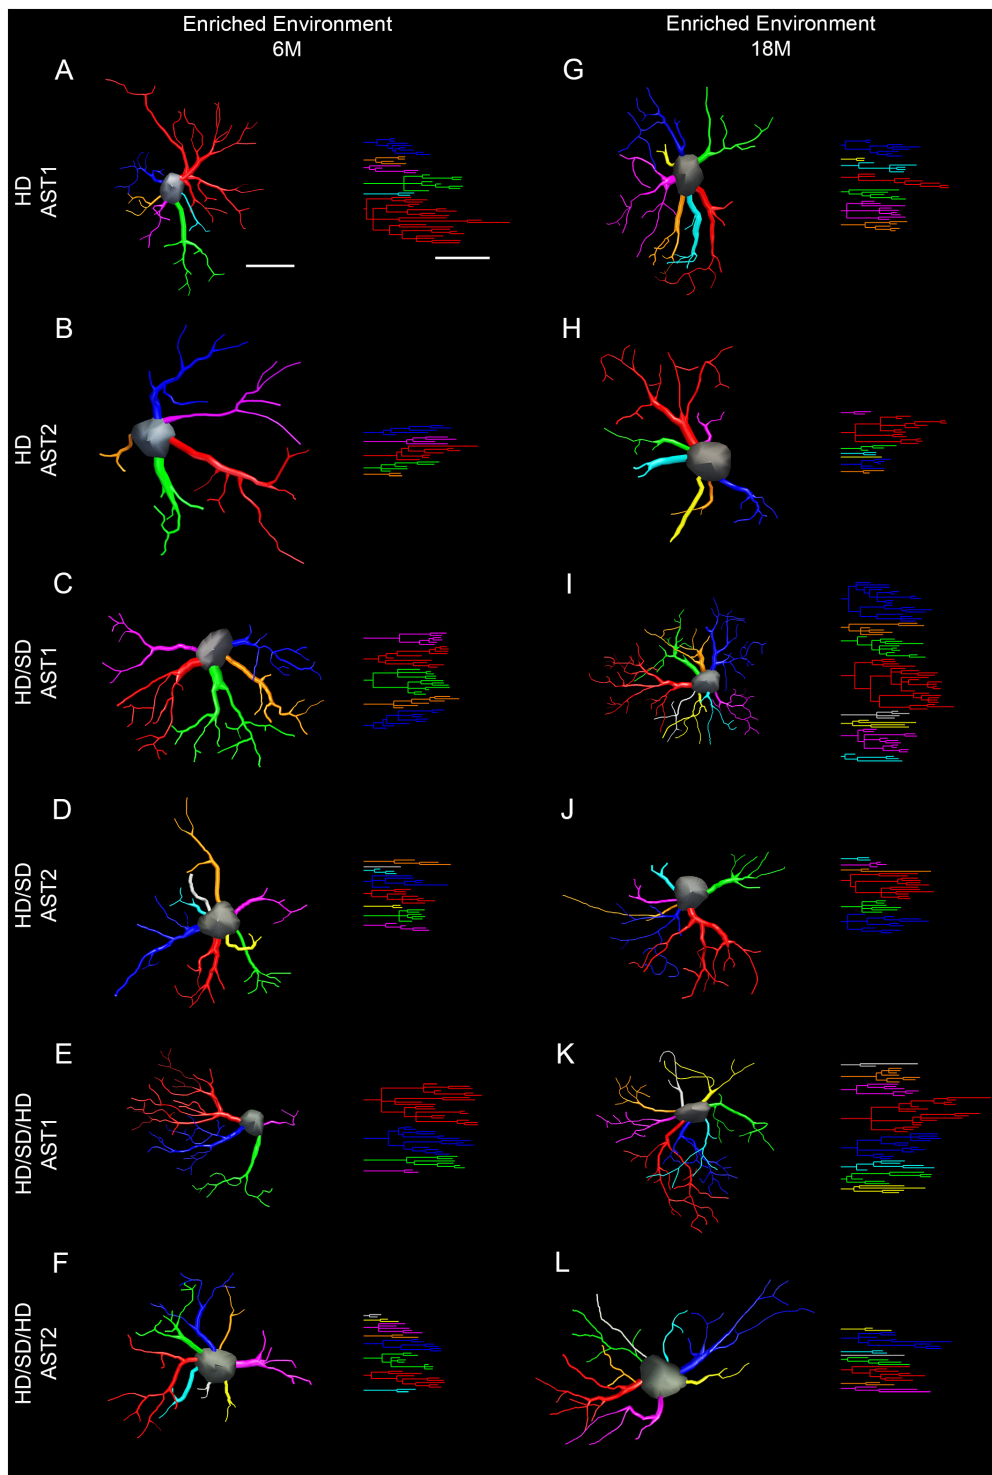 Enriched Environment
6M
Enriched Environment
18M
A
G
HD
AST1
B
H
HD
AST2
C
I
HD/SD
AST1
D
J
HD/SD
AST2
E
K
HD/SD/HD
AST1
F
L
HD/SD/HD
AST2